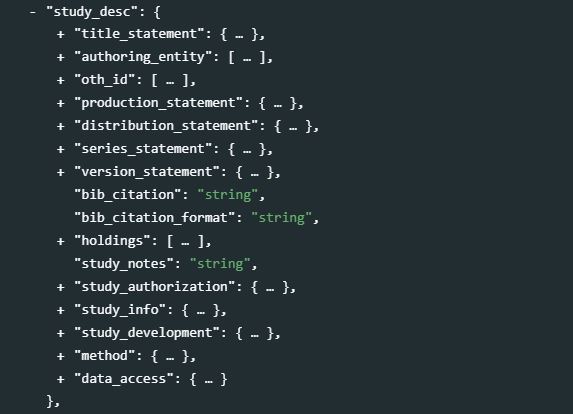 - "study_desc": {
+ "title_statement": { … },
+ "authoring_entity": [ … ],
+ "oth_id": [ … ],
+ "production_statement": { … },
+ "distribution_statement": { … },
+ "series_statement": { … },
+ "version_statement": { … },
"bib_citation": "string",
"bib_citation_format": "string",
+ "holdings": [ … ],
"study_notes": "string",
+ "study_authorization": { … },
+ "study_info": { … },
+ "study_development": { … },
+ "method": { … },
+ "data_access": { … }
},